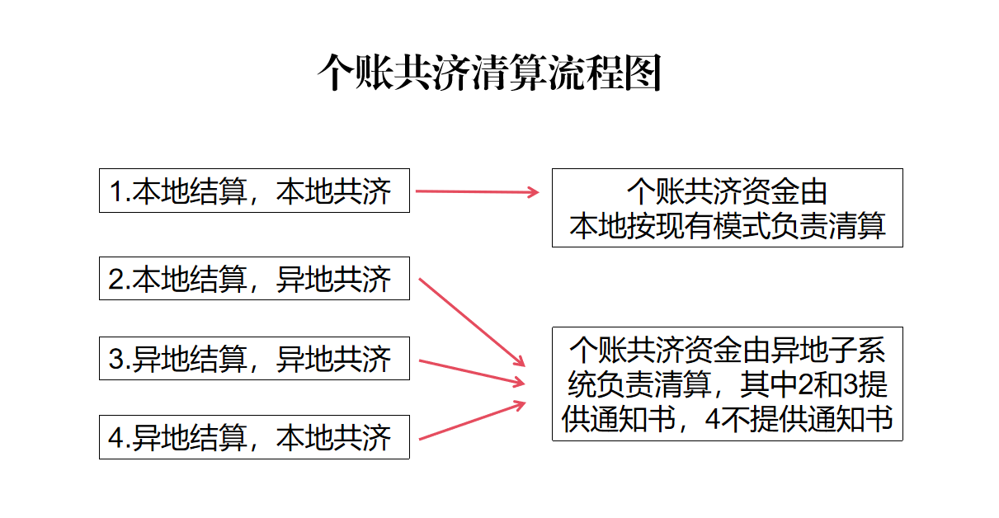 个账共济清算流程图
1.本地结算，本地共济
个账共济资金由
本地按现有模式负责清算
2.本地结算，异地共济
3.异地结算，异地共济
4.异地结算，本地共济
个账共济资金由异地子系
统负责清算，其中2和3提
供通知书，4不提供通知书